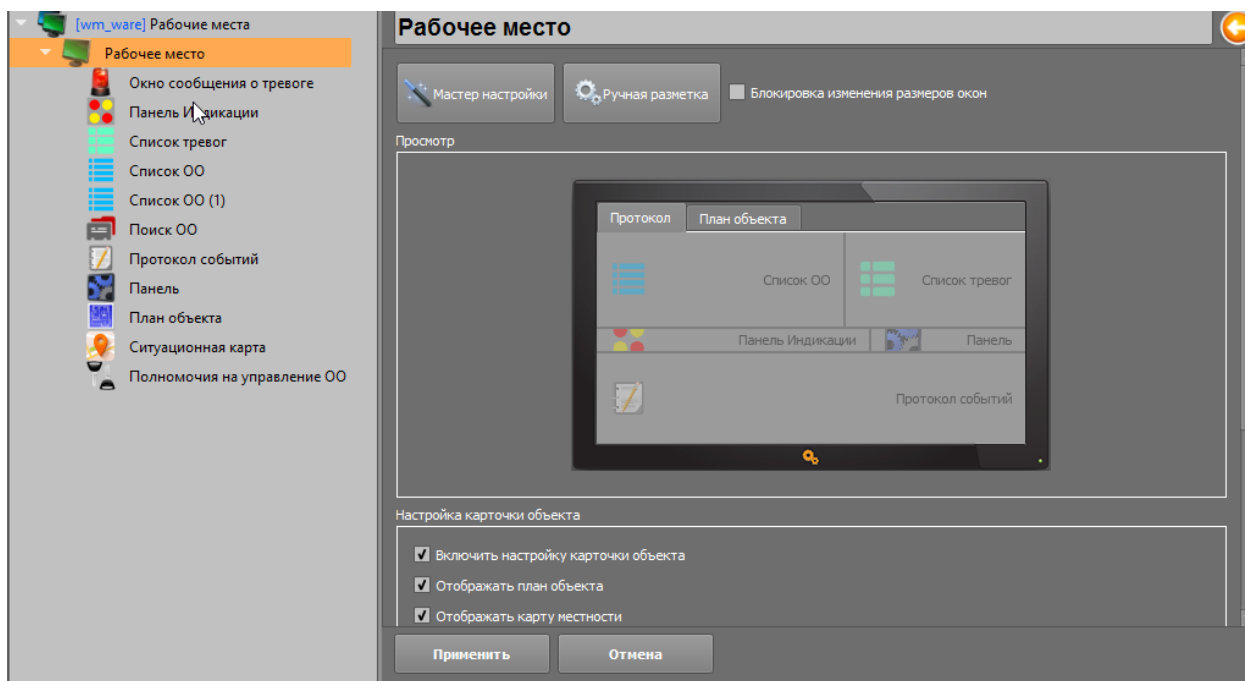 [wm_ware] Рабочие места
Рабочее место
Окно сообщения о тревоге
Панель Индикации
Список тревог
Список ОО
Список ОО (1)
Поиск ОО
Протокол событий
Панель
План объекта
Ситуационная карта
Полномочия на управление ОО
Рабочее место
Мастер настройки
Ручная разметка
Блокировка изменения размеров окон
Просмотр
Протокол
План объекта
Список ОО
Список тревог
Панель Индикации
Панель
Протокол событий
Настройка карточки объекта
Включить настройку карточки объекта
Отображать план объекта
Отображать карту местности
Применить
Отмена